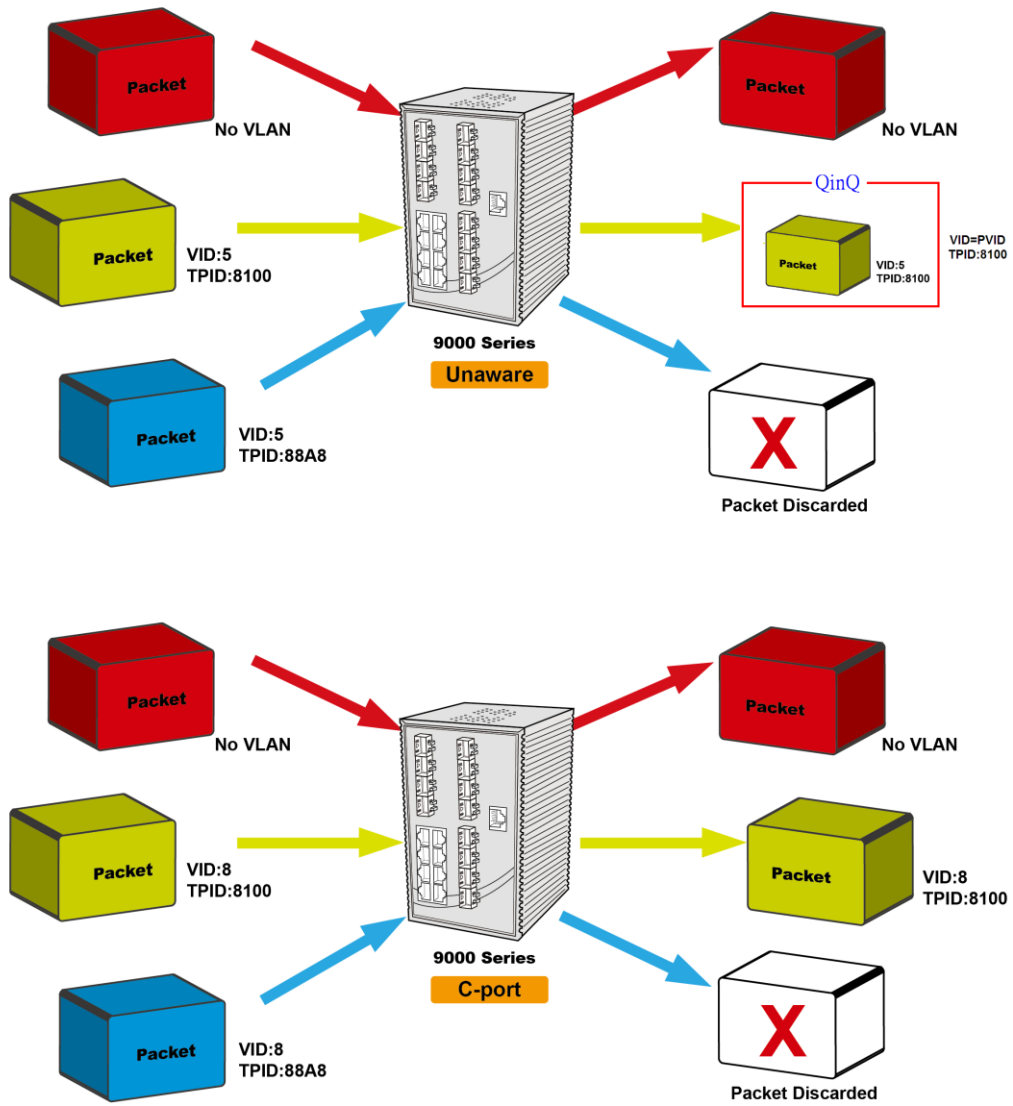 Packet
No VLAN
Packet
No VLAN
Packet
VID:5
TPID:8100
QinQ
Packet
VID:5
TPID:8100
VID=PVID
TPID:8100
9000 Series
Unaware
Packet
VID:5
TPID:88A8
X
Packet Discarded
Packet
No VLAN
Packet
No VLAN
Packet
VID:8
TPID:8100
Packet
VID:8
TPID:8100
9000 Series
C-port
Packet
VID:8
TPID:88A8
X
Packet Discarded